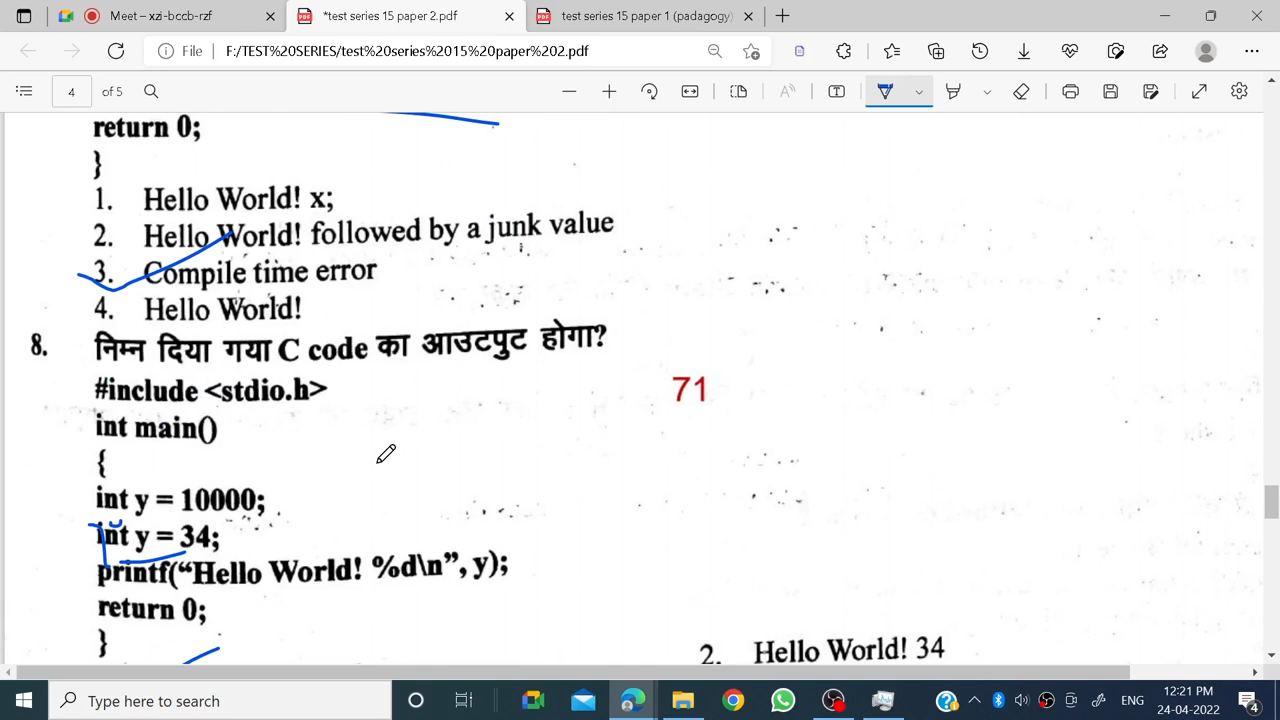 Meet – xzi-bccb-rzf
*test series 15 paper 2.pdf
test series 15 paper 1 (padagogy)
File F:/TEST%20SERIES/test%20series%2015%20paper%202.pdf
4 of 5
return 0;
}
1. Hello World! x;
2. Hello World! followed by a junk value
3. Compile time error
4. Hello World!
8. निम्न दिया गया C code का आउटपुट होगा?
#include <stdio.h>
71
int main()
{
int y = 10000;
int y = 34;
printf(“Hello World! %d\n”, y);
return 0;
}
2. Hello World! 34
Type here to search
ENG
12:21 PM
24-04-2022
4